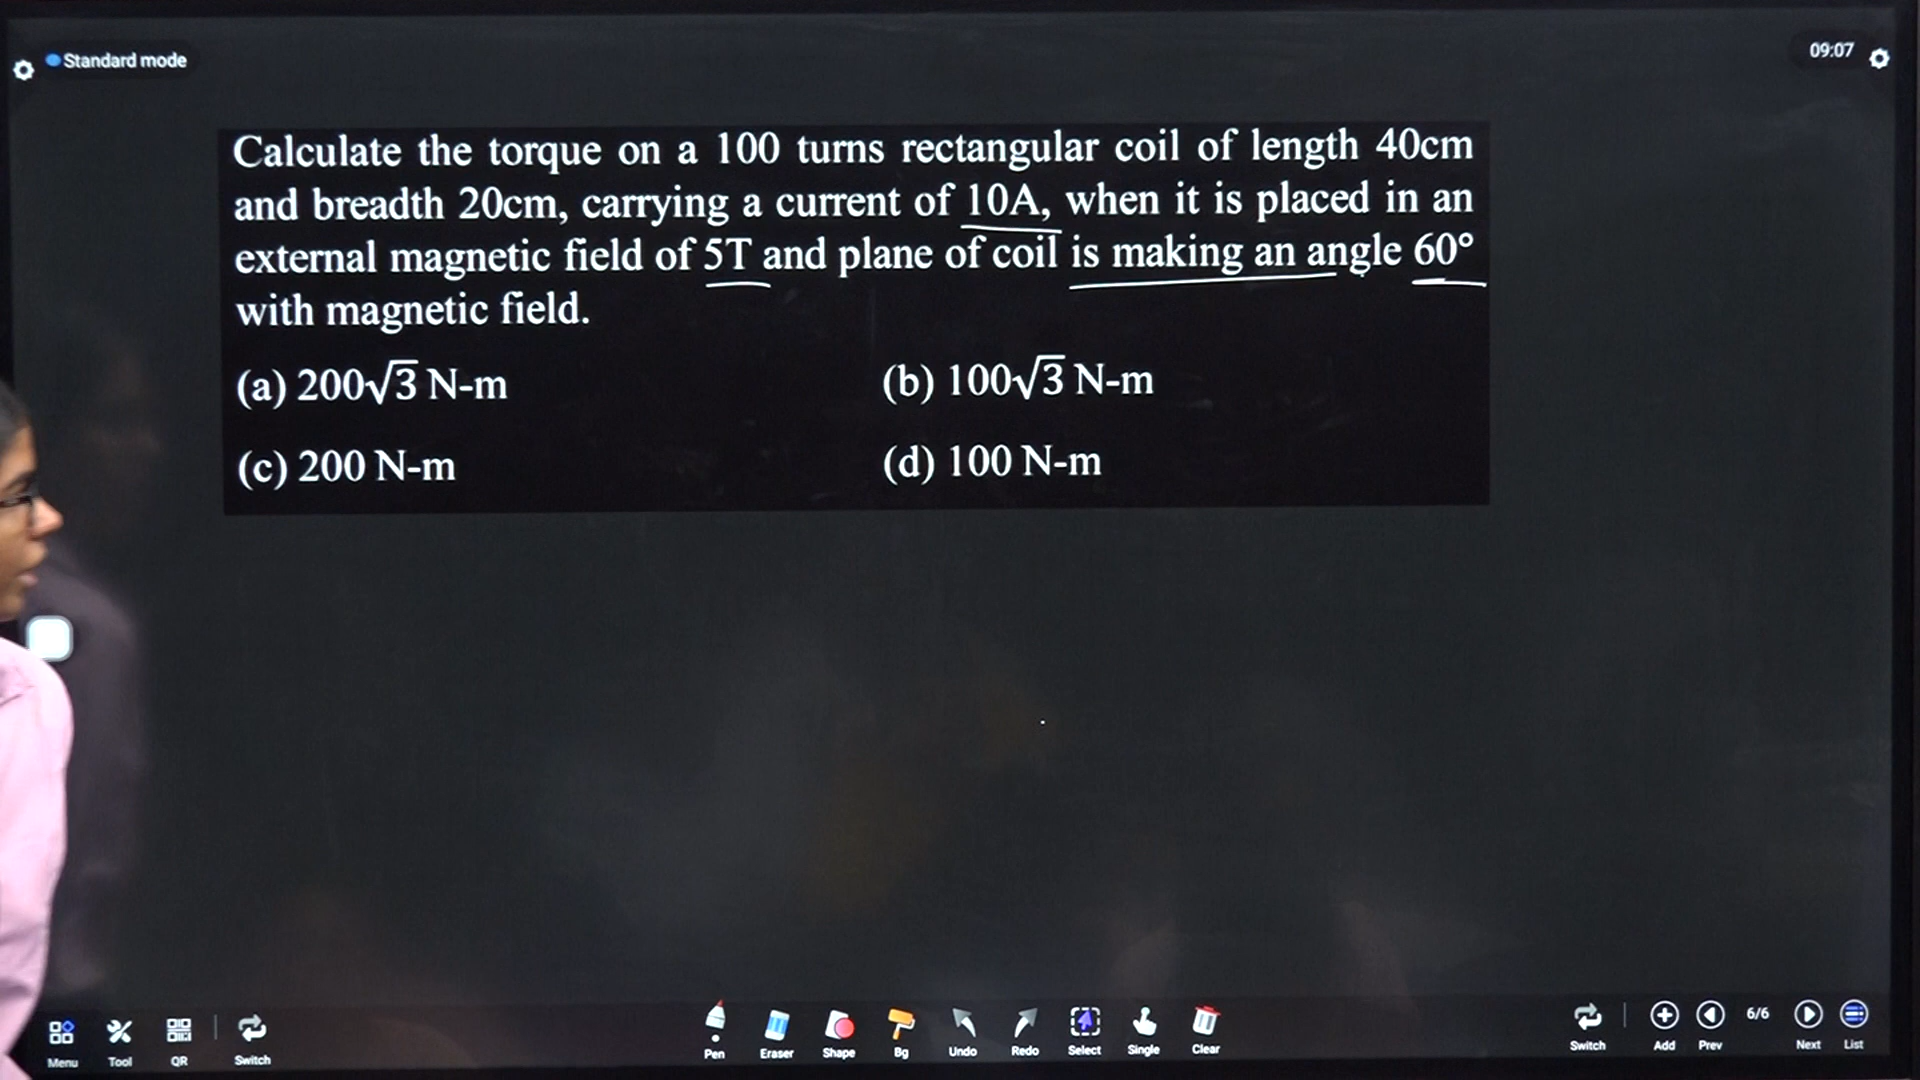 Standard mode
09:07
Calculate the torque on a 100 turns rectangular coil of length 40cm
and breadth 20cm, carrying a current of 10A, when it is placed in an
external magnetic field of 5T and plane of coil is making an angle 60°
with magnetic field.
(a) 200√3 N-m
(b) 100√3 N-m
(c) 200 N-m
(d) 100 N-m
Menu Tool QR Switch Pen Eraser Shape Bg Undo Redo Select Single Clear Switch Add Prev 6/6 Next List